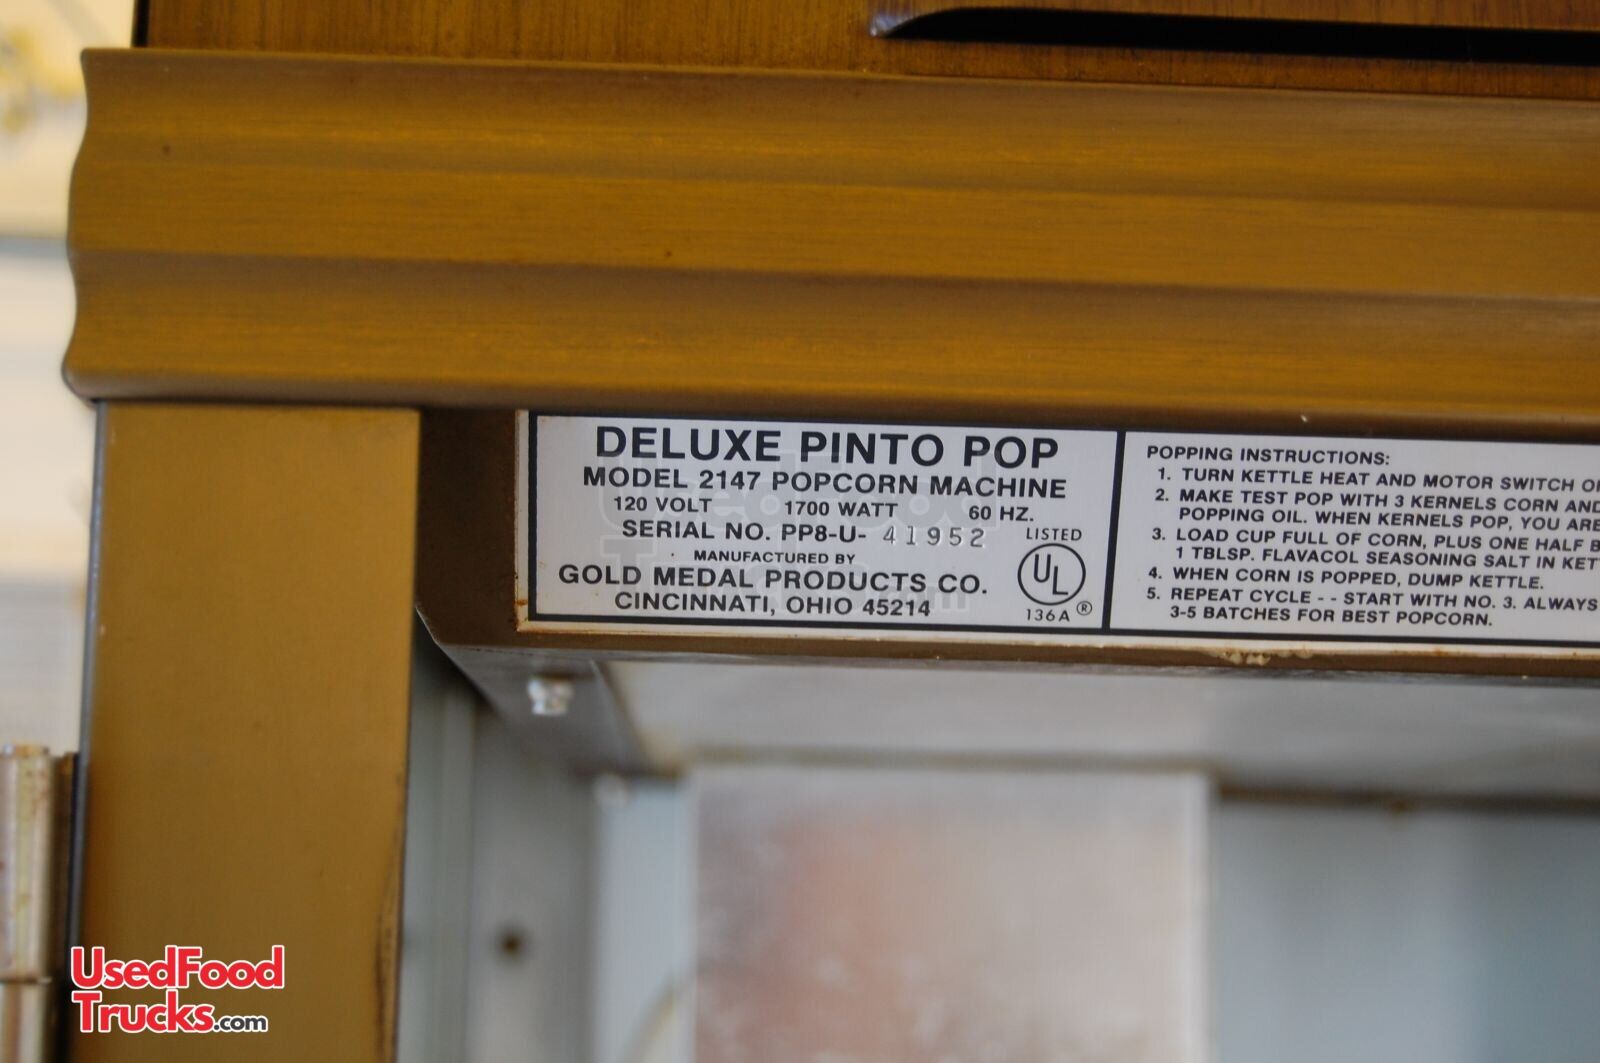 DELUXE PINTO POP
MODEL 2147 POPCORN MACHINE
120 VOLT 1700 WATT 60 HZ.
SERIAL NO. PP8-U- 41952
MANUFACTURED BY
GOLD MEDAL PRODUCTS CO.
CINCINNATI, OHIO 45214
LISTED
UL
136A ®
POPPING INSTRUCTIONS:
1. TURN KETTLE HEAT AND MOTOR SWITCH
2. MAKE TEST POP WITH 3 KERNELS CORN AND
POPPING OIL. WHEN KERNELS POP, YOU ARE
3. LOAD CUP FULL OF CORN, PLUS ONE HALF
1 TBLSP. FLAVACOL SEASONING SALT IN
4. WHEN CORN IS POPPED, DUMP KETTLE.
5. REPEAT CYCLE - - START WITH NO. 3. ALWAYS
3-5 BATCHES FOR BEST POPCORN.
UsedFood
Trucks.com
UsedFood
Trucks.com